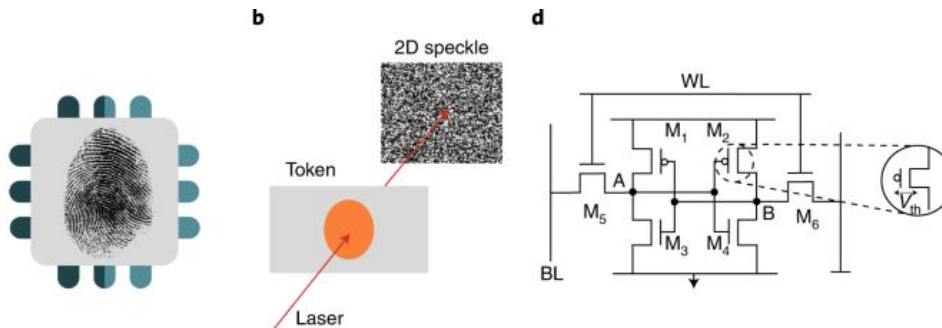 b
2D speckle
Token
Laser
d
WL
M1
M2
A
B
M5
M6
M3
M4
BL
Vth